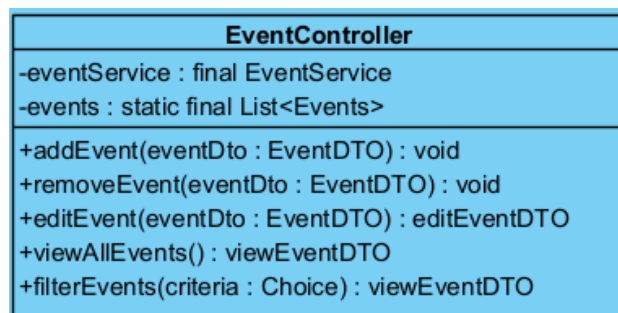 EventController
-eventService : final EventService
-events : static final List<Events>
+addEvent(eventDto : EventDTO) : void
+removeEvent(eventDto : EventDTO) : void
+editEvent(eventDto : EventDTO) : editEventDTO
+viewAllEvents() : viewEventDTO
+filterEvents(criteria : Choice) : viewEventDTO